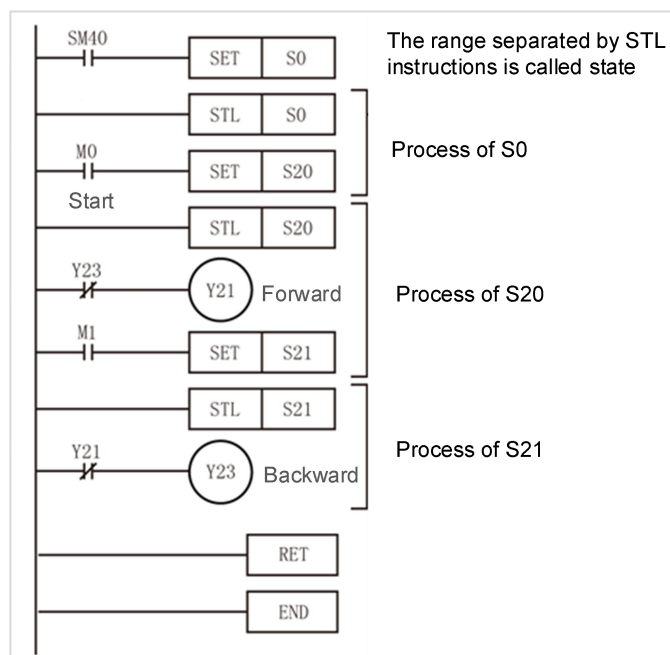 SM40
SET S0
The range separated by STL
instructions is called state
STL S0
Process of S0
M0
SET S20
Start
STL S20
Y23
Y21 Forward
Process of S20
M1
SET S21
STL S21
Process of S21
Y21
Y23 Backward
RET
END